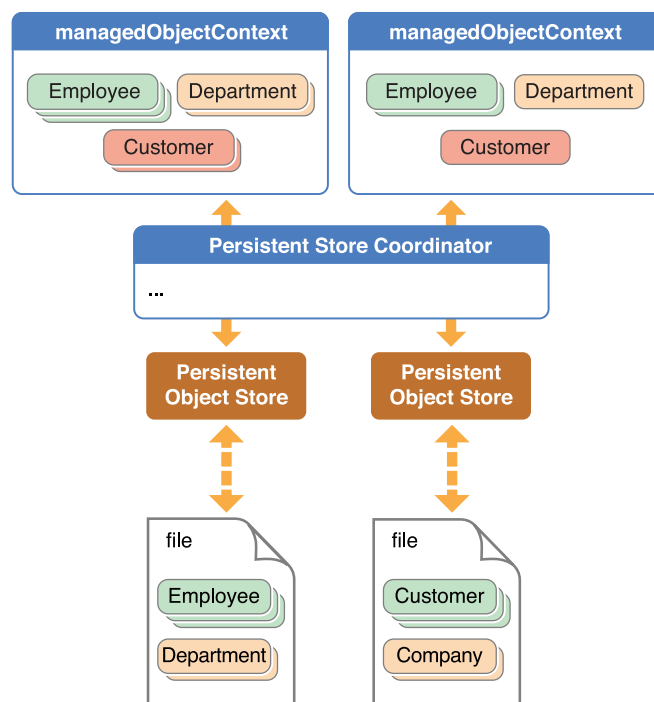 managedObjectContext
managedObjectContext
Employee
Department
Customer
Employee
Department
Customer
Persistent Store Coordinator
...
Persistent
Object Store
Persistent
Object Store
file
Employee
Department
file
Customer
Company